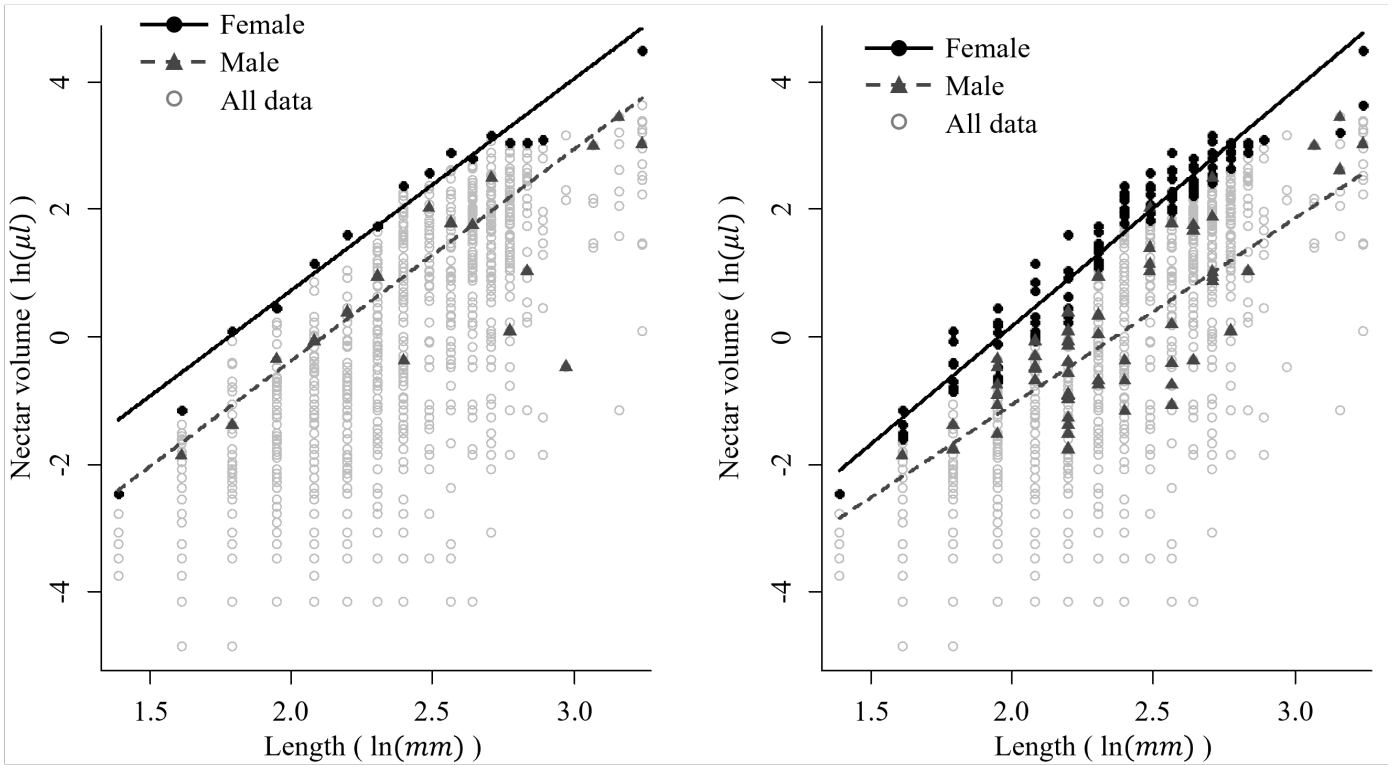 Female
Male
All data
Nectar volume ( ln(μl) )
4
2
0
-2
-4
1.5 2.0 2.5 3.0
Length ( ln(mm) )
Female
Male
All data
Nectar volume ( ln(μl) )
4
2
0
-2
-4
1.5 2.0 2.5 3.0
Length ( ln(mm) )